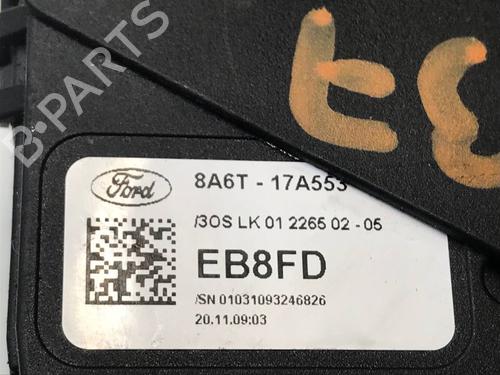 B-PARTS
Ford
8A6T - 17A553
/3OS LK 01 2265 02 - 05
EB8FD
/SN 01031093246826
20.11.09:03